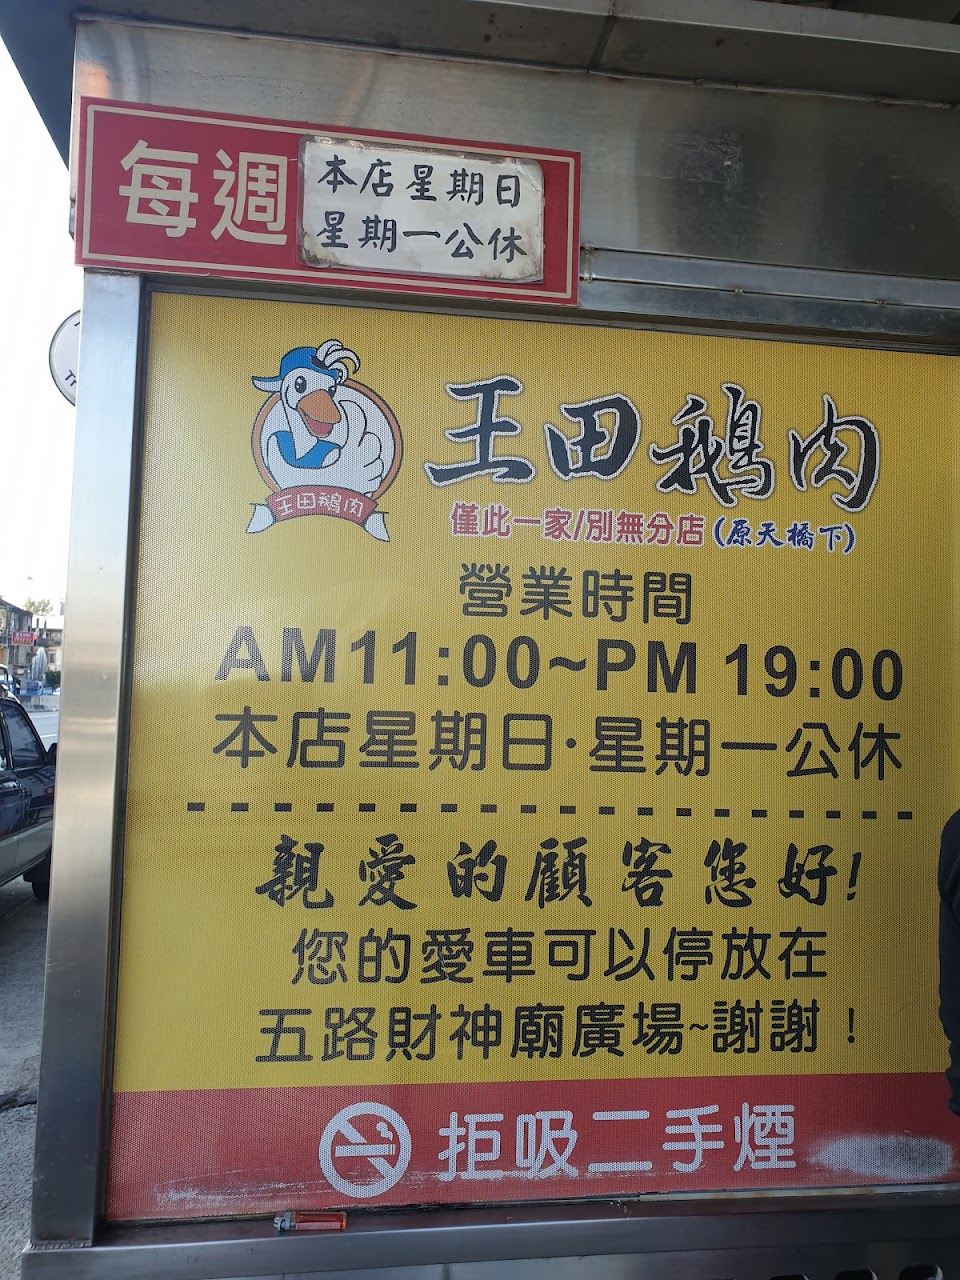 每週
本店星期日
星期一公休
王田鵝肉
王田鵝肉
僅此一家/別無分店(原天橋下)
營業時間
AM11:00~PM 19:00
本店星期日·星期一公休
親愛的顧客您好!
您的愛車可以停放在
五路財神廟廣場~謝謝！
拒吸二手煙